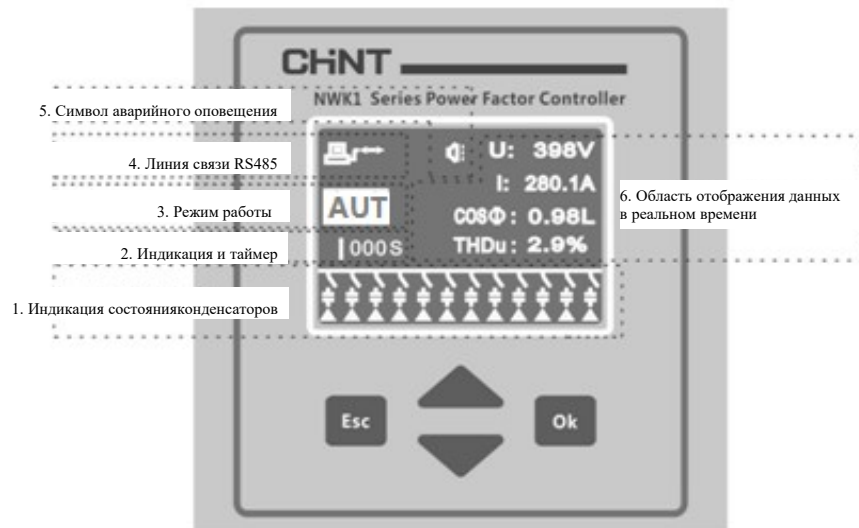 CHINT
NWK1 Series Power Factor Controller
5. Символ аварийного оповещения
4. Линия связи RS485
3. Режим работы
2. Индикация и таймер
1. Индикация состоянияконденсаторов
U: 398V
I: 280.1A
AUT
COSΦ: 0.98L
000S
THDu: 2.9%
6. Область отображения данных
в реальном времени
Esc
Ok